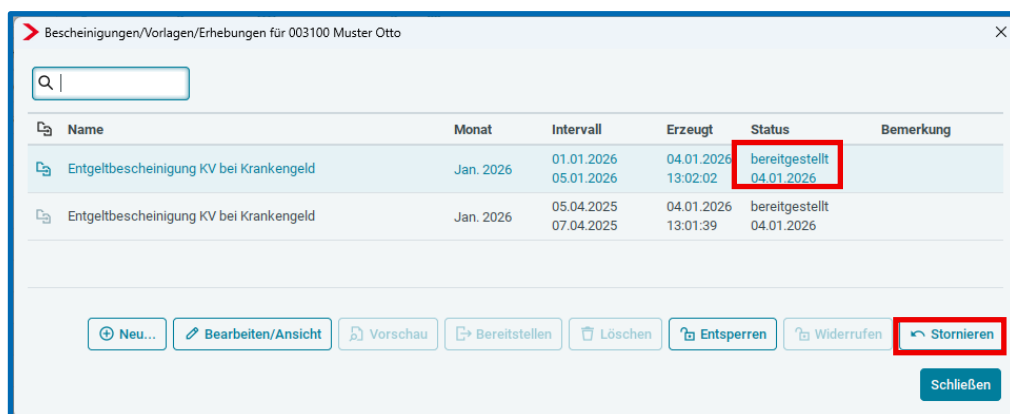 Bescheinigungen/Vorlagen/Erhebungen für 003100 Muster Otto
Name Monat Intervall Erzeugt Status Bemerkung
Entgeltbescheinigung KV bei Krankengeld Jan. 2026 01.01.2026 04.01.2026 bereitgestellt
05.01.2026 13:02:02 04.01.2026
Entgeltbescheinigung KV bei Krankengeld Jan. 2026 05.04.2025 04.01.2026 bereitgestellt
07.04.2025 13:01:39 04.01.2026
Neu... Bearbeiten/Ansicht Vorschau Bereitstellen Löschen Entsperren Widerrufen Stornieren
Schließen